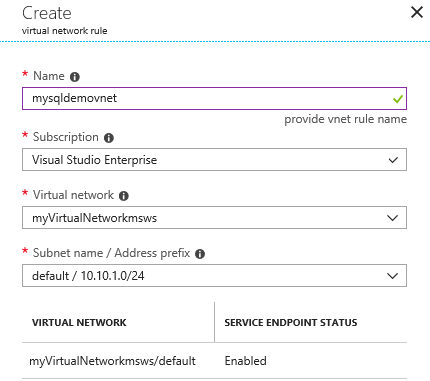 Create
virtual network rule
* Name
mysqldemovnet
provide vnet rule name
* Subscription
Visual Studio Enterprise
* Virtual network
myVirtualNetworkmsws
* Subnet name / Address prefix
default / 10.10.1.0/24
VIRTUAL NETWORK SERVICE ENDPOINT STATUS
myVirtualNetworkmsws/default Enabled